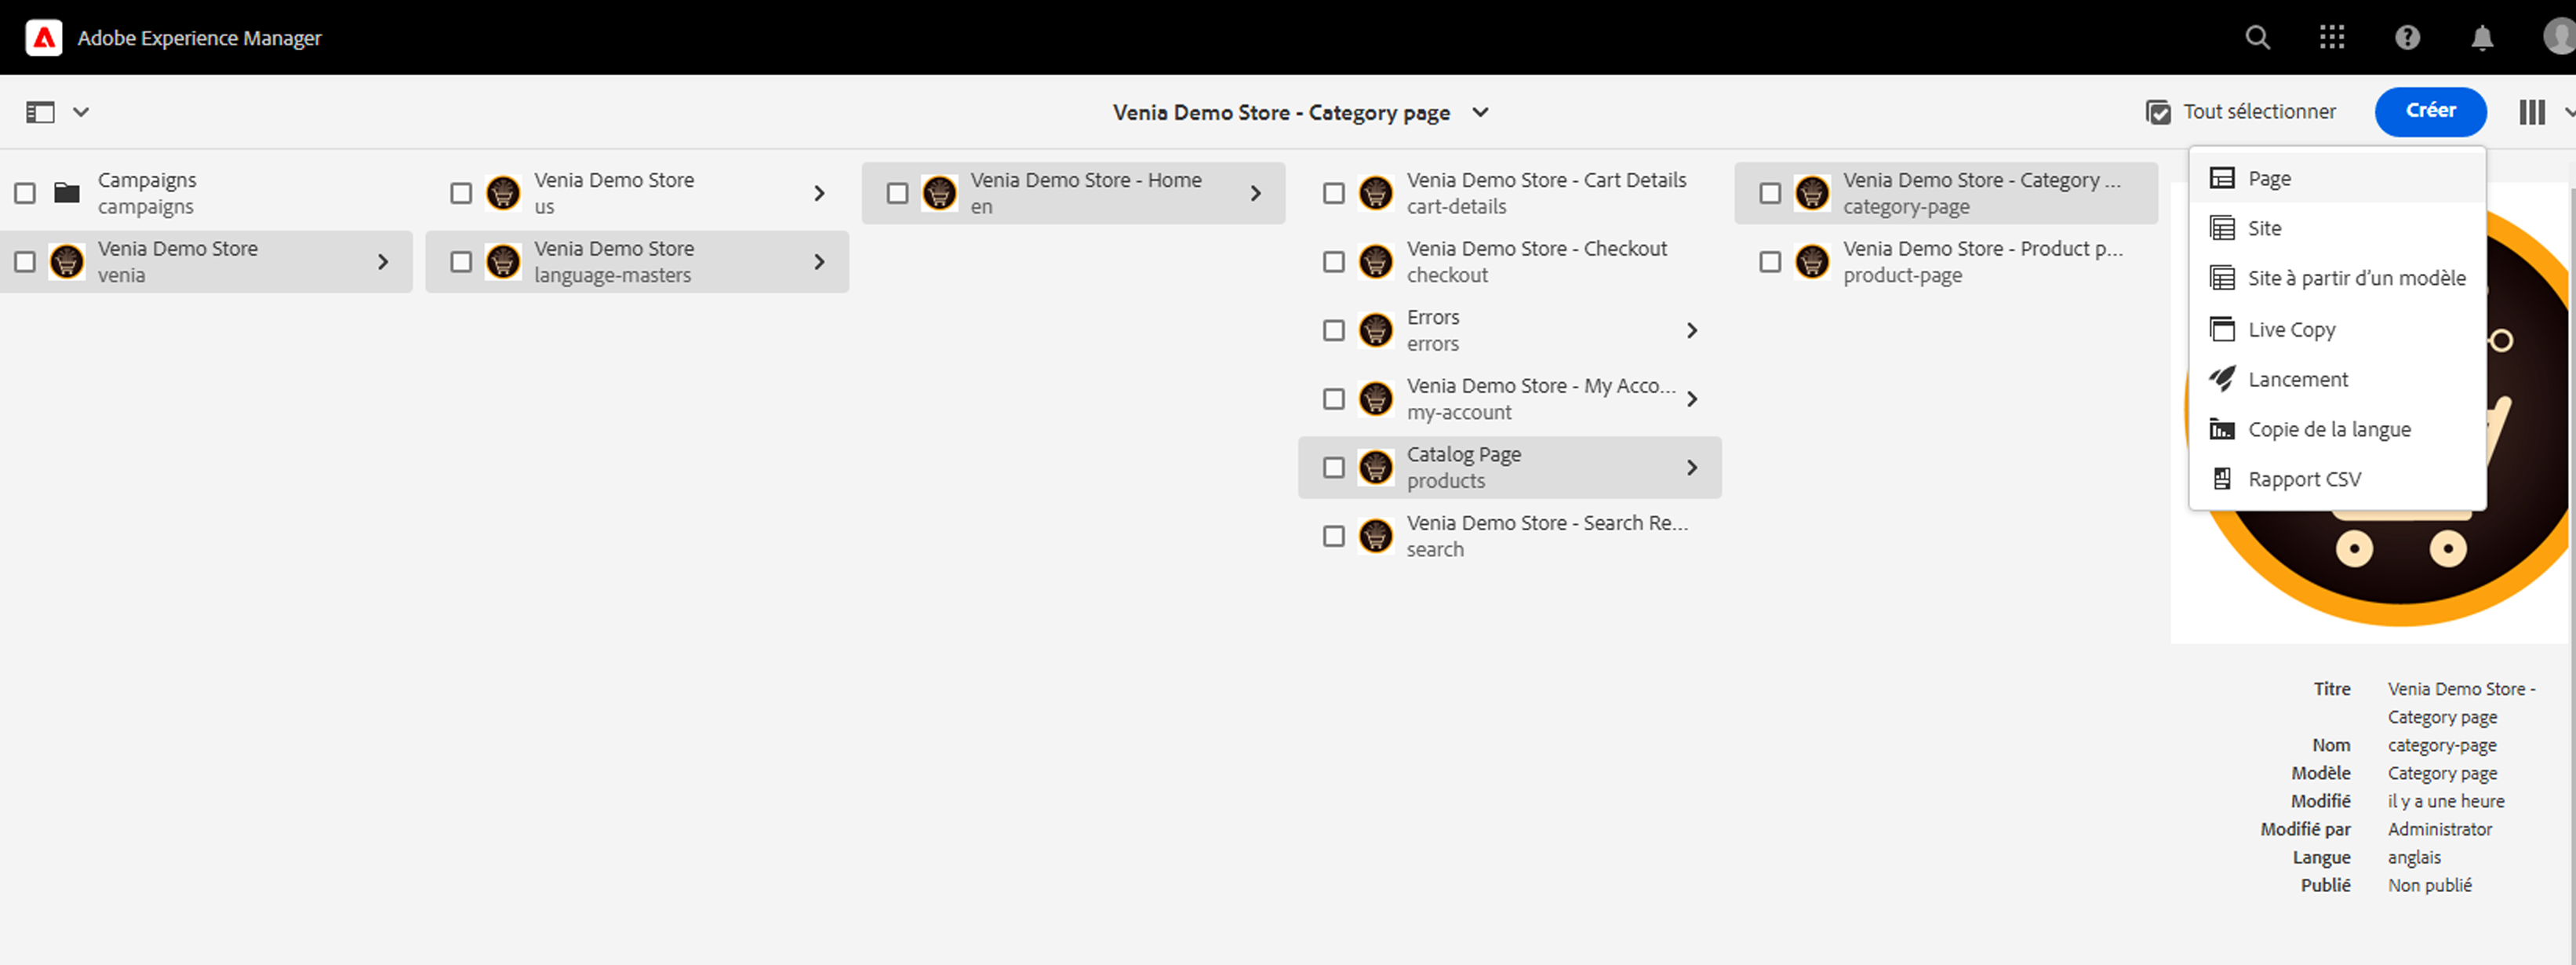 Adobe Experience Manager
Venia Demo Store - Category page
Tout sélectionner
Créer
Campaigns
campaigns
Venia Demo Store
venia
Venia Demo Store
us
Venia Demo Store
language-masters
Venia Demo Store - Home
en
Venia Demo Store - Cart Details
cart-details
Venia Demo Store - Checkout
checkout
Errors
errors
Venia Demo Store - My Acco...
my-account
Catalog Page
products
Venia Demo Store - Search Re...
search
Venia Demo Store - Category ...
category-page
Venia Demo Store - Product p...
product-page
Page
Site
Site à partir d’un modèle
Live Copy
Lancement
Copie de la langue
Rapport CSV
Titre Venia Demo Store -
Category page
Nom category-page
Modèle Category page
Modifié il y a une heure
Modifié par Administrator
Langue anglais
Publié Non publié